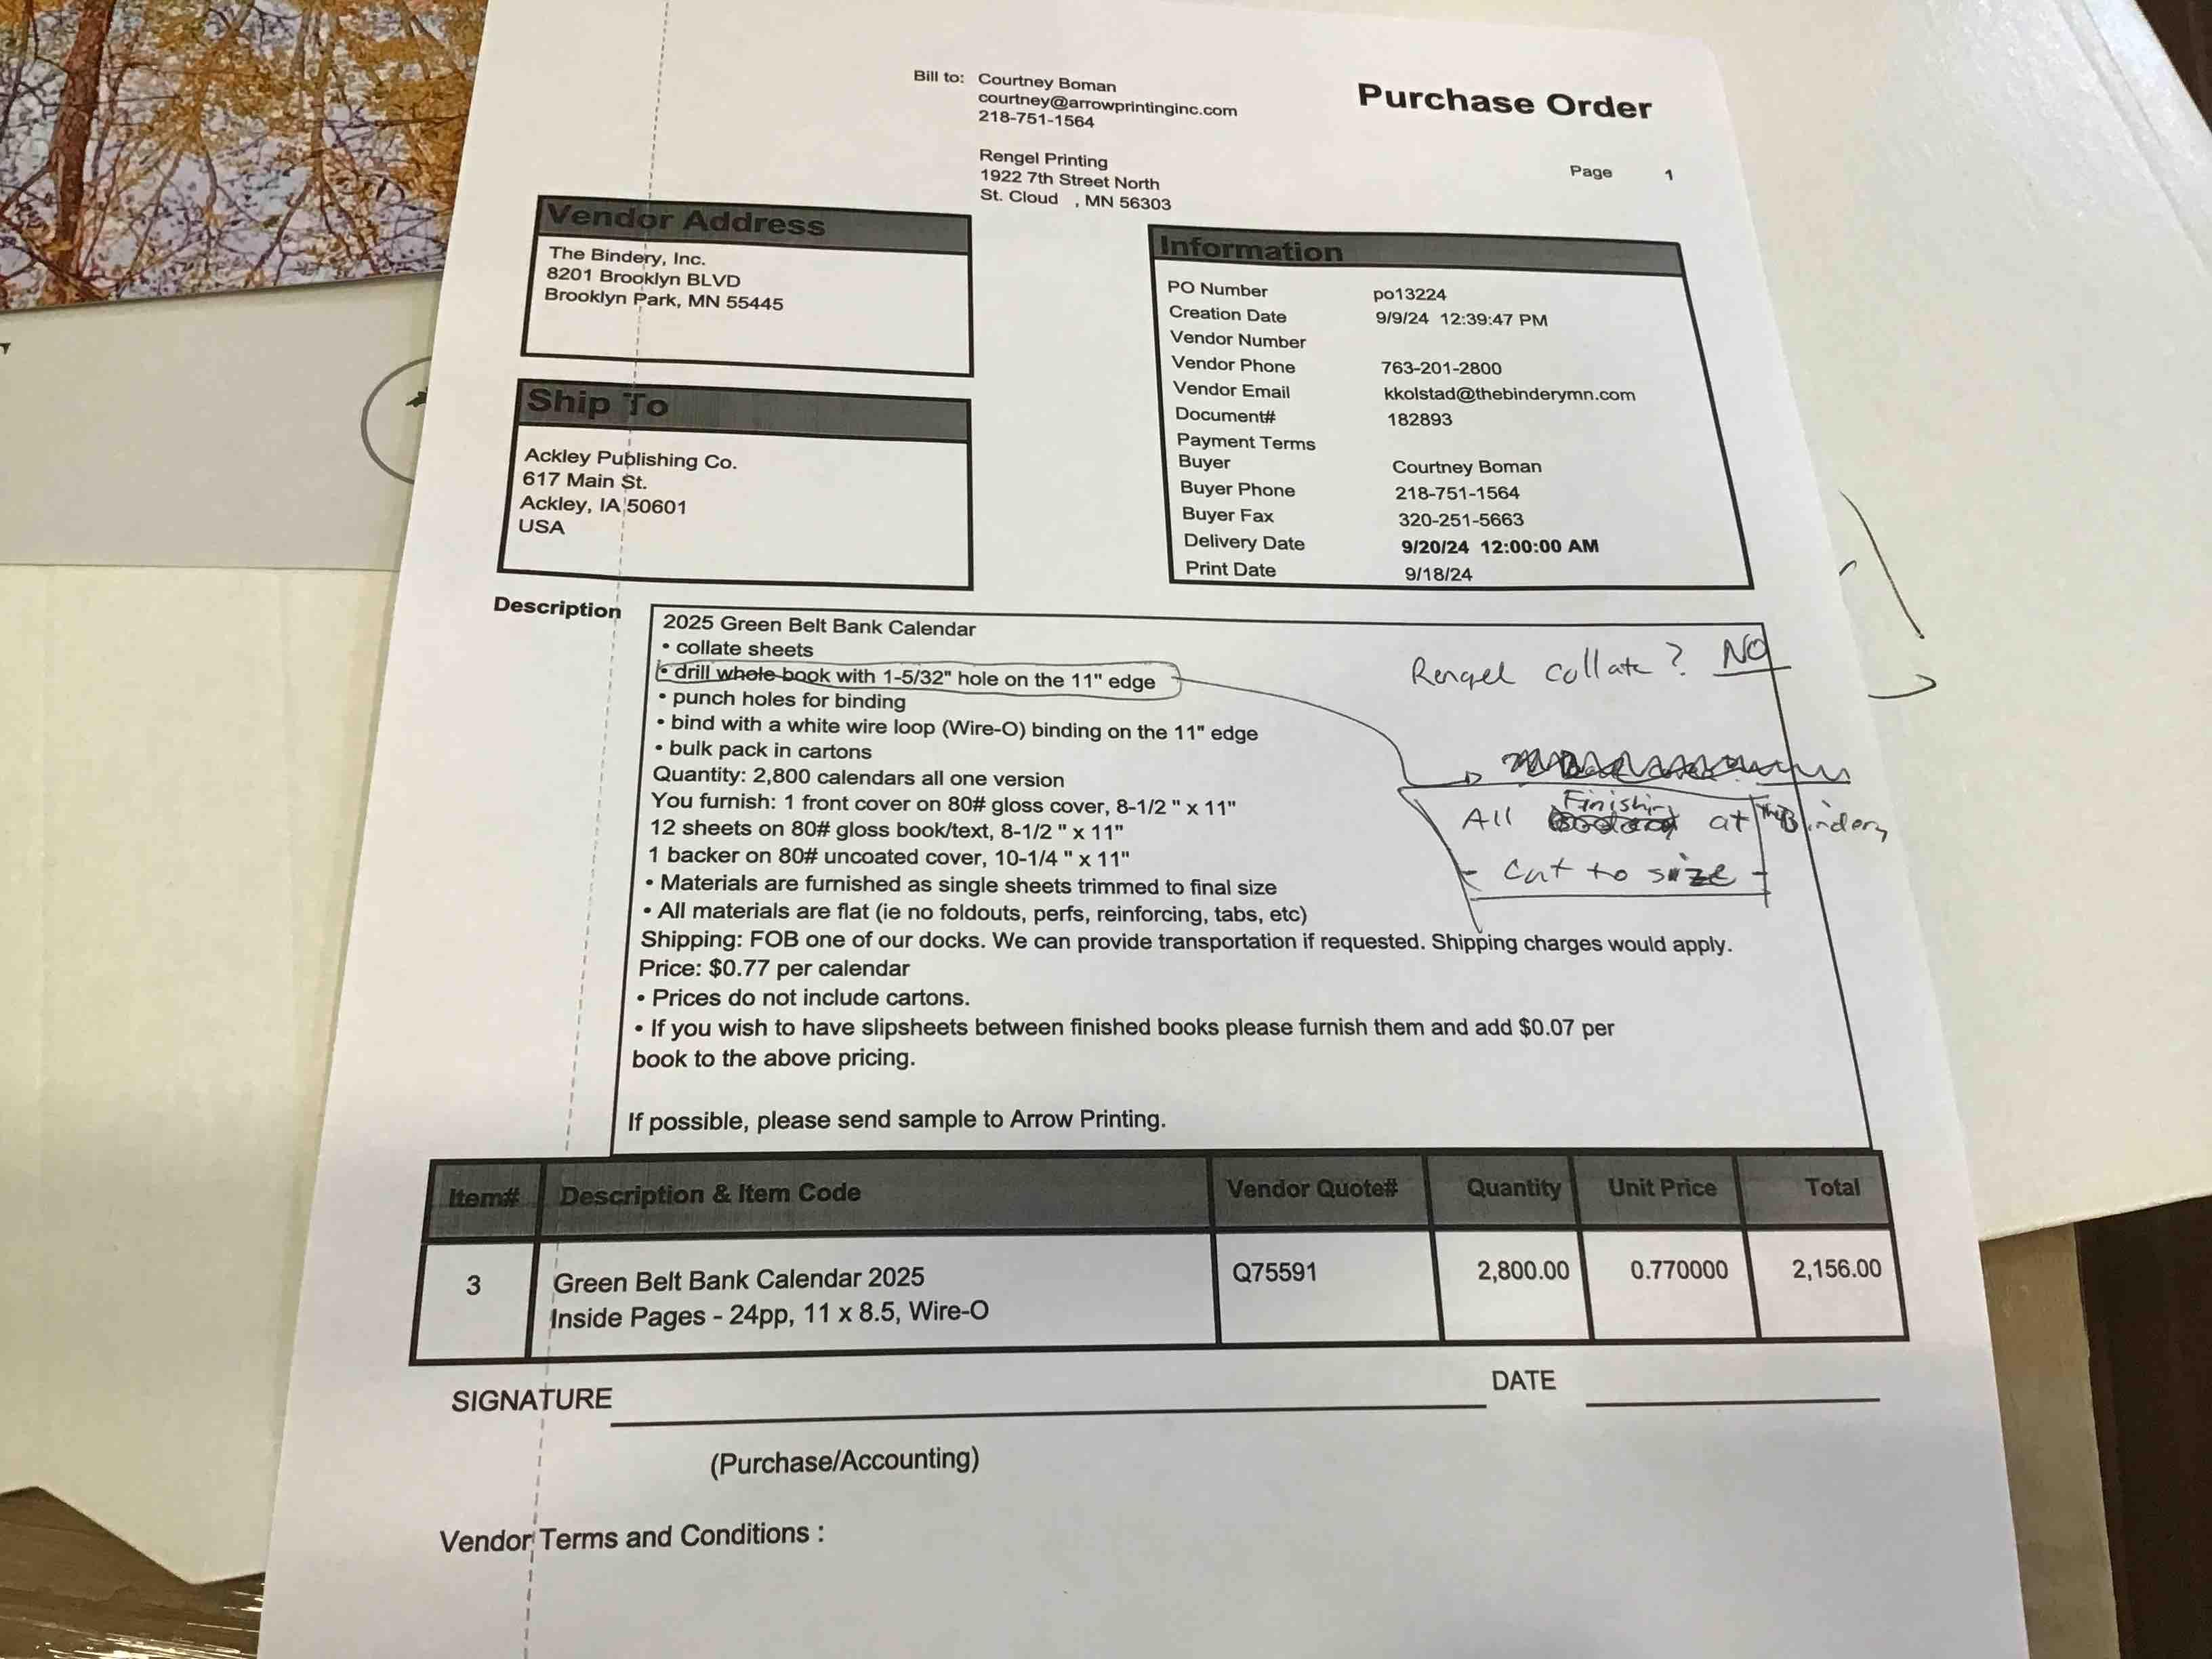 Bill to: Courtney Boman
courtney@arrowprintinginc.com
218-751-1564
Purchase Order
Rengel Printing
1922 7th Street North
St. Cloud , MN 56303
Page 1
Vendor Address
The Bindery, Inc.
8201 Brooklyn BLVD
Brooklyn Park, MN 55445
Ship To
Ackley Publishing Co.
617 Main St.
Ackley, IA 50601
USA
Information
PO Number po13224
Creation Date 9/9/24 12:39:47 PM
Vendor Number
Vendor Phone 763-201-2800
Vendor Email kkolstad@thebinderymn.com
Document# 182893
Payment Terms
Buyer Courtney Boman
Buyer Phone 218-751-1564
Buyer Fax 320-251-5663
Delivery Date 9/20/24 12:00:00 AM
Print Date 9/18/24
Description
2025 Green Belt Bank Calendar
• collate sheets
• drill whole book with 1-5/32" hole on the 11" edge
• punch holes for binding
• bind with a white wire loop (Wire-O) binding on the 11" edge
• bulk pack in cartons
Quantity: 2,800 calendars all one version
You furnish: 1 front cover on 80# gloss cover, 8-1/2 " x 11"
12 sheets on 80# gloss book/text, 8-1/2 " x 11"
1 backer on 80# uncoated cover, 10-1/4 " x 11"
• Materials are furnished as single sheets trimmed to final size
• All materials are flat (ie no foldouts, perfs, reinforcing, tabs, etc)
Shipping: FOB one of our docks. We can provide transportation if requested. Shipping charges would apply.
Price: $0.77 per calendar
• Prices do not include cartons.
• If you wish to have slipsheets between finished books please furnish them and add $0.07 per
book to the above pricing.
If possible, please send sample to Arrow Printing.
Rengel collate? NO
All Finishing at The Bindery
- cut to size -
Item# Description & Item Code Vendor Quote# Quantity Unit Price Total
3 Green Belt Bank Calendar 2025 Q75591 2,800.00 0.770000 2,156.00
Inside Pages - 24pp, 11 x 8.5, Wire-O
SIGNATURE DATE
(Purchase/Accounting)
Vendor Terms and Conditions :